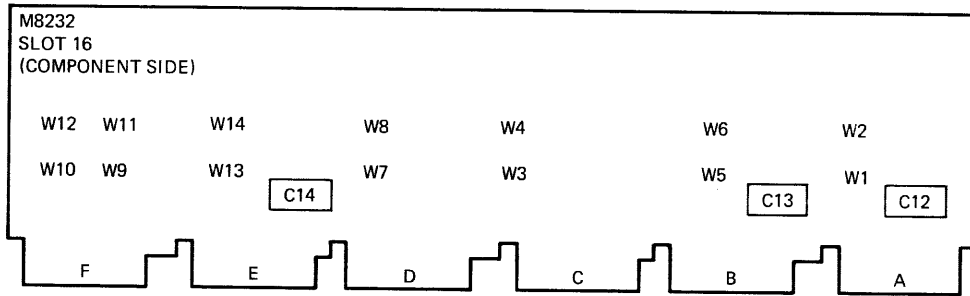 M8232
SLOT 16
(COMPONENT SIDE)
W12 W11 W14 W8 W4 W6 W2
W10 W9 W13 W7 W3 W5 W1
C14 C13 C12
F E D C B A